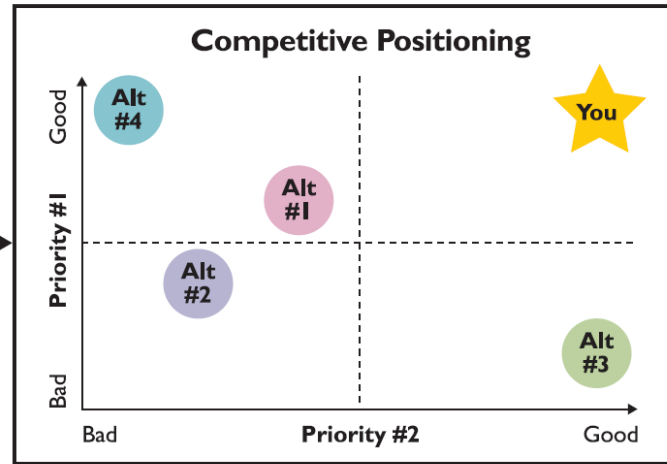 Competitive Positioning
Good
Priority #1
Bad
Alt
#4
You
Alt
#1
Alt
#2
Alt
#3
Bad
Priority #2
Good